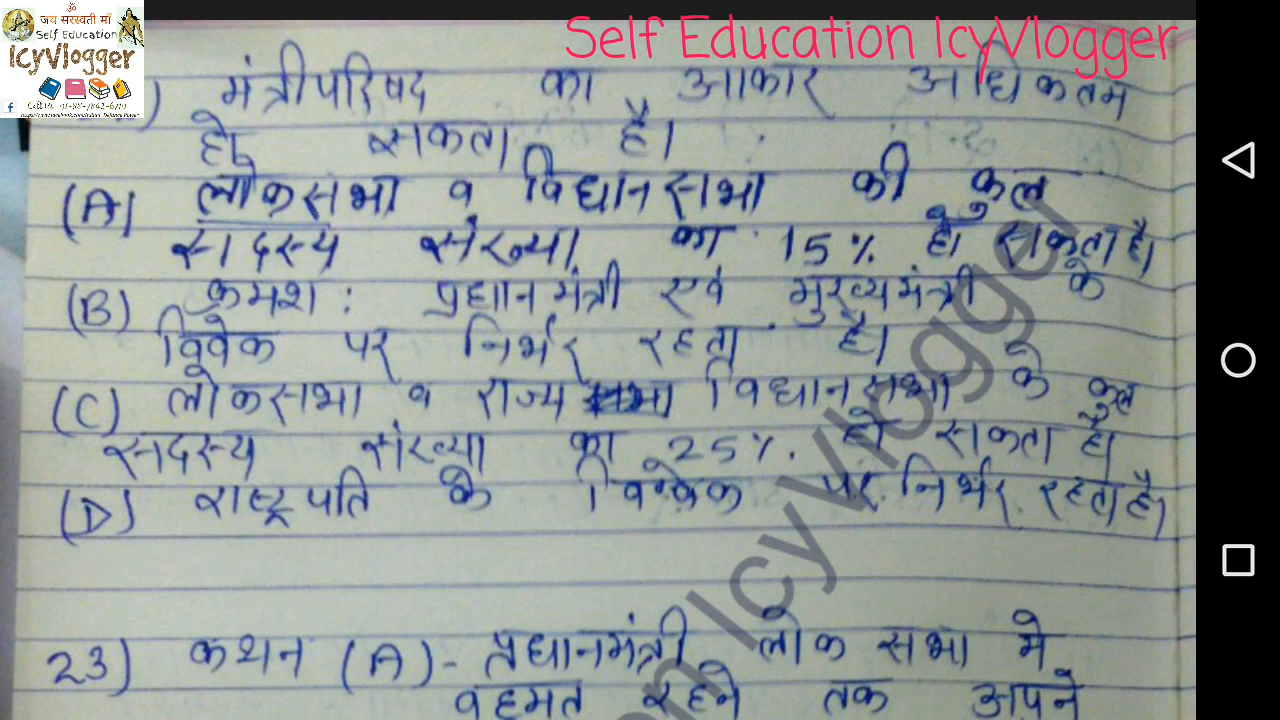 ॐ
जय सरस्वती माँ
Self Education
IcyVlogger
Self Education IcyVlogger
) मंत्रीपरिषद का आकार अधिकतम
हो सकता है।
(A) लोकसभा व विधानसभा की कुल
सदस्य संख्या का 15%. हो सकता है।
(B) क्रमश: प्रधानमंत्री एवं मुख्यमंत्री के
विवेक पर निर्भर रहता है।
(C) लोकसभा व राज्य विधानसभा के कुल
सदस्य संख्या का 25%. हो सकता है।
(D) राष्ट्रपति के विवेक पर निर्भर रहता है।
23) कथन (A) - प्रधानमंत्री लोक सभा मे
वहमत रहने तक अपने
IcyVlogger